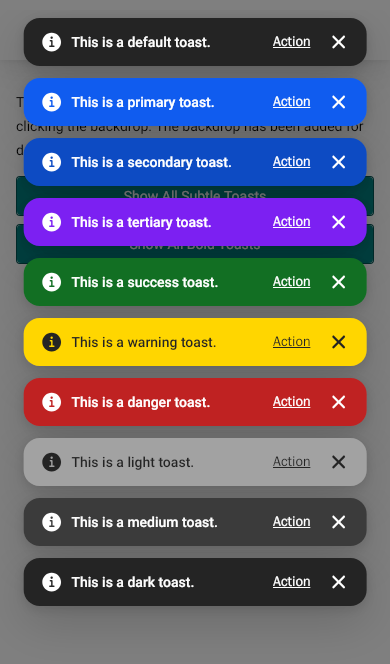 This is a default toast. Action
T
This is a primary toast. Action
clicking the backdrop. The backdrop has been added for
d
This is a secondary toast. Action
Show All Subtle Toasts
This is a tertiary toast. Action
Show All Bold Toasts
This is a success toast. Action
This is a warning toast. Action
This is a danger toast. Action
This is a light toast. Action
This is a medium toast. Action
This is a dark toast. Action